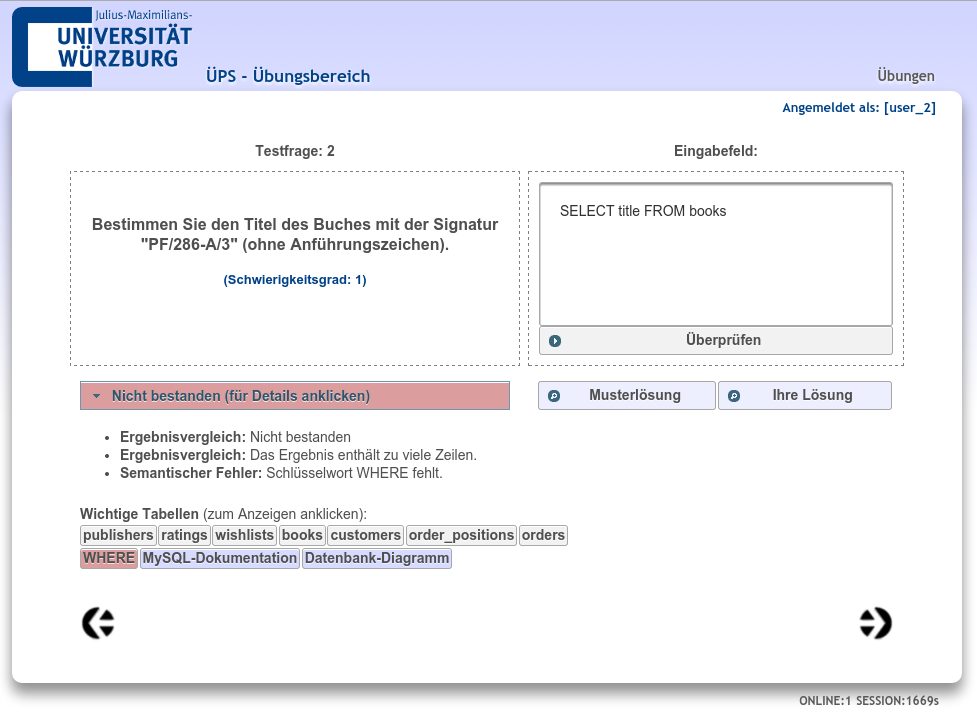 Julius-Maximilians-
UNIVERSITÄT
WÜRZBURG
ÜPS - Übungsbereich
Übungen
Angemeldet als: [user_2]
Testfrage: 2
Eingabefeld:
Bestimmen Sie den Titel des Buches mit der Signatur
"PF/286-A/3" (ohne Anführungszeichen).
(Schwierigkeitsgrad: 1)
SELECT title FROM books
Überprüfen
Nicht bestanden (für Details anklicken)
Musterlösung
Ihre Lösung
Ergebnisvergleich: Nicht bestanden
Ergebnisvergleich: Das Ergebnis enthält zu viele Zeilen.
Semantischer Fehler: Schlüsselwort WHERE fehlt.
Wichtige Tabellen (zum Anzeigen anklicken):
publishers ratings wishlists books customers order_positions orders
WHERE MySQL-Dokumentation Datenbank-Diagramm
ONLINE:1 SESSION:1669s